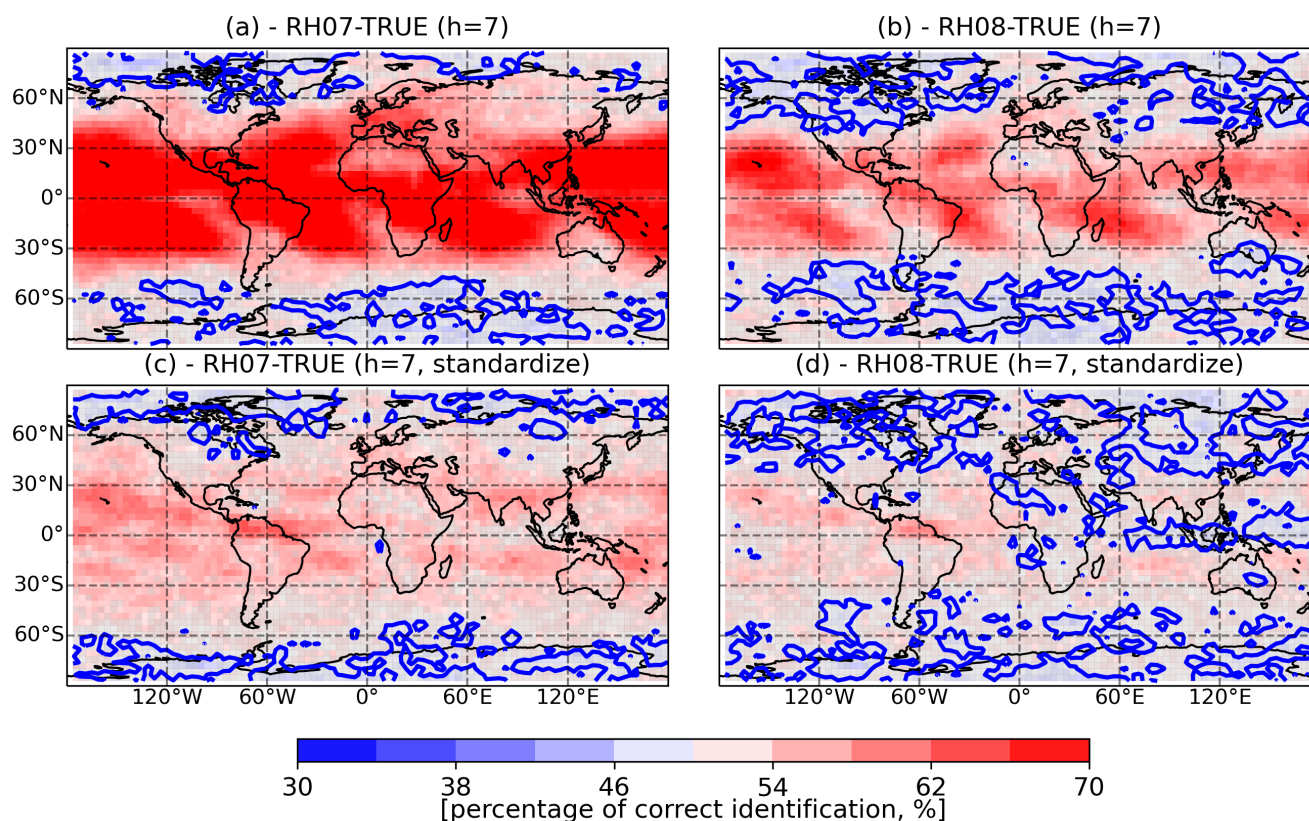 (a) - RH07-TRUE (h=7)
(b) - RH08-TRUE (h=7)
60°N
30°N
0°
30°S
60°S
(c) - RH07-TRUE (h=7, standardize)
(d) - RH08-TRUE (h=7, standardize)
60°N
30°N
0°
30°S
60°S
120°W 60°W 0° 60°E 120°E
120°W 60°W 0° 60°E 120°E
30 38 46 54 62 70
[percentage of correct identification, %]